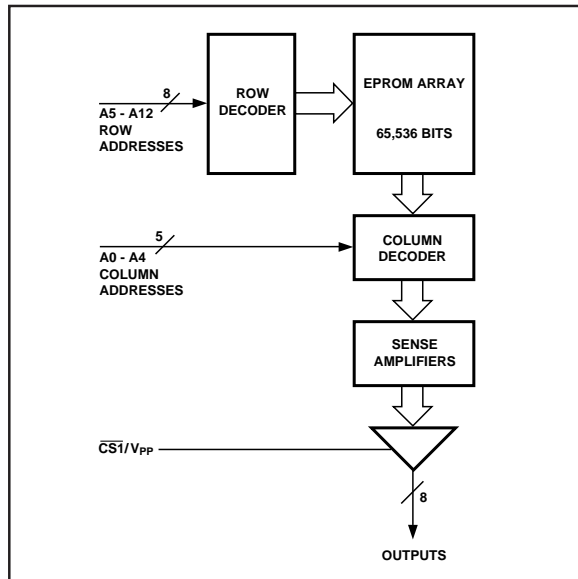 8
A5 - A12
ROW
ADDRESSES
ROW
DECODER
EPROM ARRAY
65,536 BITS
5
A0 - A4
COLUMN
ADDRESSES
COLUMN
DECODER
SENSE
AMPLIFIERS
C̅S̅1̅/VPP
8
OUTPUTS